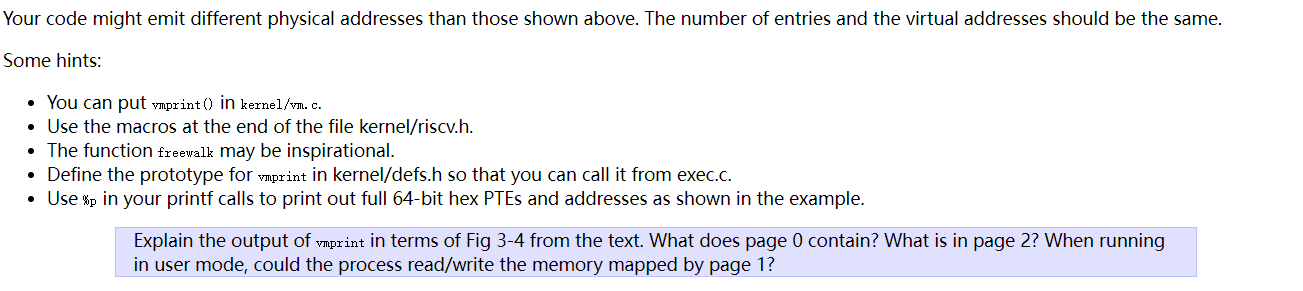 Your code might emit different physical addresses than those shown above. The number of entries and the virtual addresses should be the same.
Some hints:
• You can put vmprint() in kernel/vm.c.
• Use the macros at the end of the file kernel/riscv.h.
• The function freewalk may be inspirational.
• Define the prototype for vmprint in kernel/defs.h so that you can call it from exec.c.
• Use %p in your printf calls to print out full 64-bit hex PTEs and addresses as shown in the example.
Explain the output of vmprint in terms of Fig 3-4 from the text. What does page 0 contain? What is in page 2? When running
in user mode, could the process read/write the memory mapped by page 1?